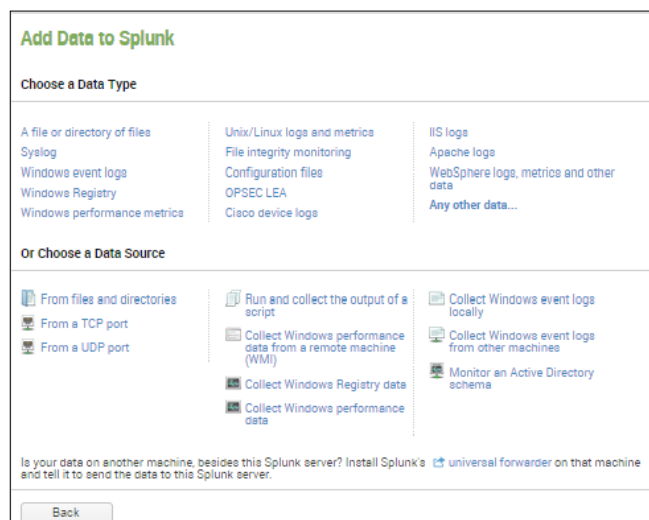 Add Data to Splunk
Choose a Data Type
A file or directory of files
Syslog
Windows event logs
Windows Registry
Windows performance metrics
Unix/Linux logs and metrics
File integrity monitoring
Configuration files
OPSEC LEA
Cisco device logs
IIS logs
Apache logs
WebSphere logs, metrics and other
data
Any other data...
Or Choose a Data Source
From files and directories
From a TCP port
From a UDP port
Run and collect the output of a
script
Collect Windows performance
data from a remote machine
(WMI)
Collect Windows Registry data
Collect Windows performance
data
Collect Windows event logs
locally
Collect Windows event logs
from other machines
Monitor an Active Directory
schema
Is your data on another machine, besides this Splunk server? Install Splunk's universal forwarder on that machine
and tell it to send the data to this Splunk server.
Back